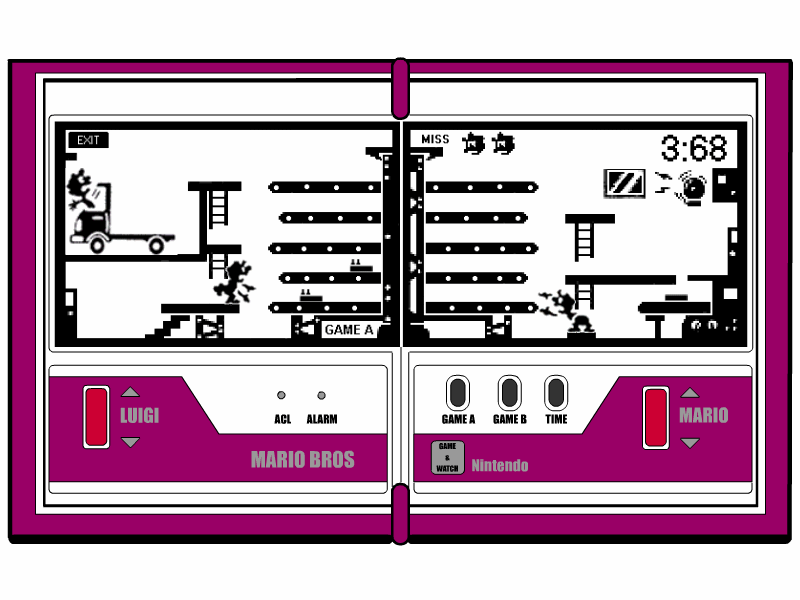 EXIT
MISS
3:68
GAME A
LUIGI
ACL ALARM
MARIO BROS
GAME A GAME B TIME
MARIO
GAME
&
WATCH
Nintendo